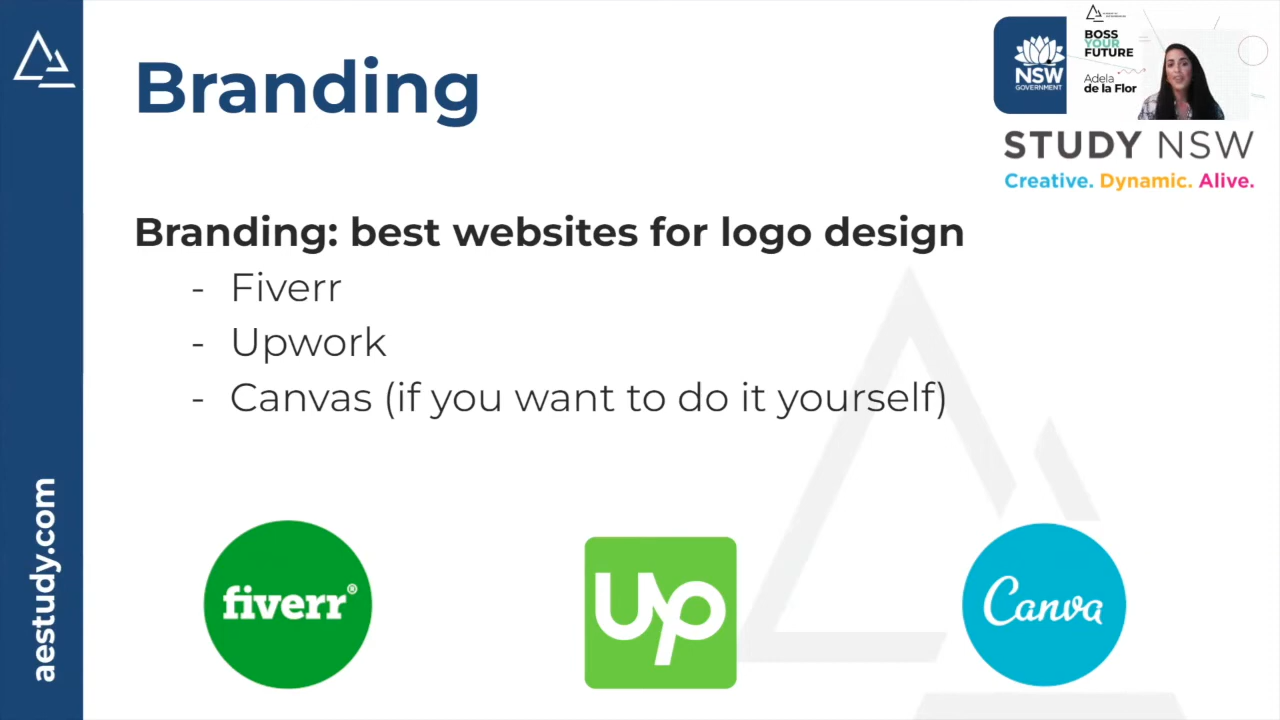 Branding
NSW
GOVERNMENT
BOSS
YOUR
FUTURE
Adela
de la Flor
STUDY NSW
Creative. Dynamic. Alive.
Branding: best websites for logo design
- Fiverr
- Upwork
- Canvas (if you want to do it yourself)
aestudy.com
fiverr®
Up
Canva